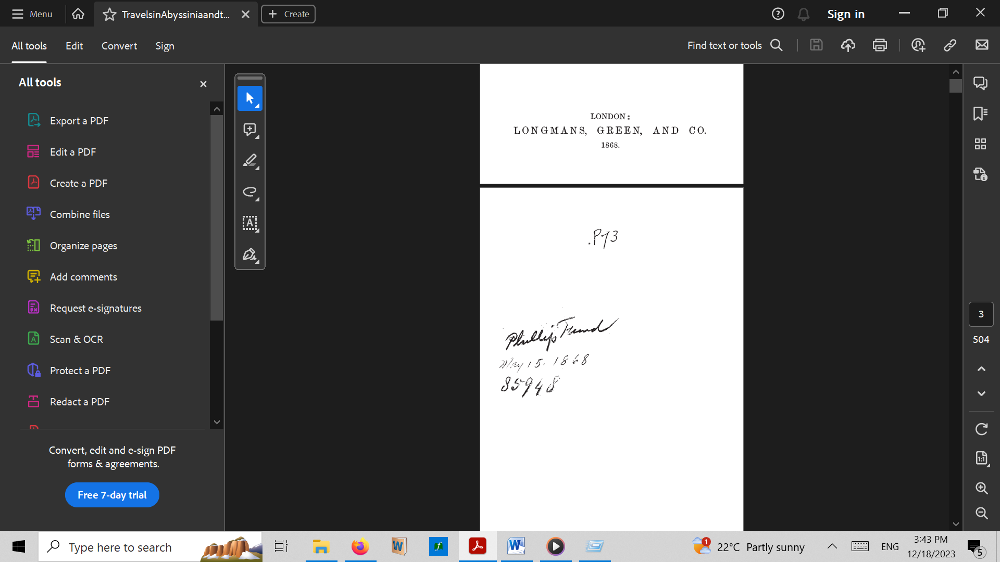 Menu
TravelsinAbyssiniaandt...
Create
Sign in
All tools
Edit
Convert
Sign
Find text or tools
All tools
Export a PDF
Edit a PDF
Create a PDF
Combine files
Organize pages
Add comments
Request e-signatures
Scan & OCR
Protect a PDF
Redact a PDF
Convert, edit and e-sign PDF
forms & agreements.
Free 7-day trial
LONDON:
LONGMANS, GREEN, AND CO.
1868.
.P73
Phillips Fund
May 15. 1868
85948
3
504
Type here to search
1
22°C Partly sunny
ENG
3:43 PM
12/18/2023
5